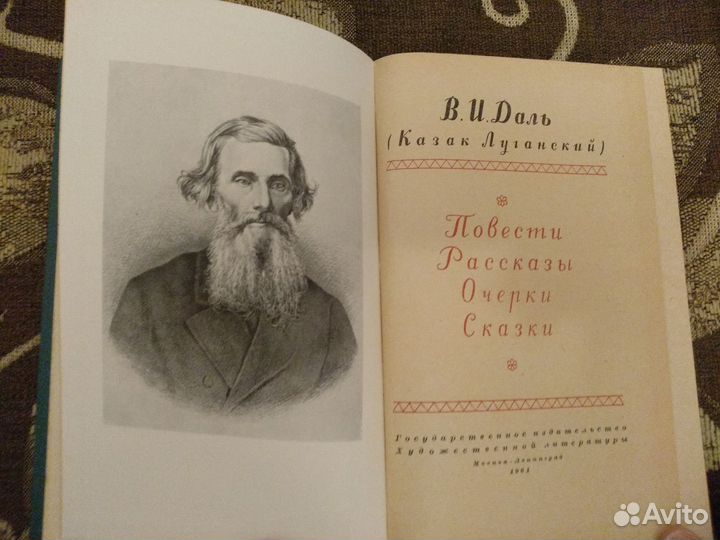 В. И. Даль
(Казак Луганский)
Повести
Рассказы
Очерки
Сказки
Государственное издательство
Художественной литературы
Москва-Ленинград
1961
Avito